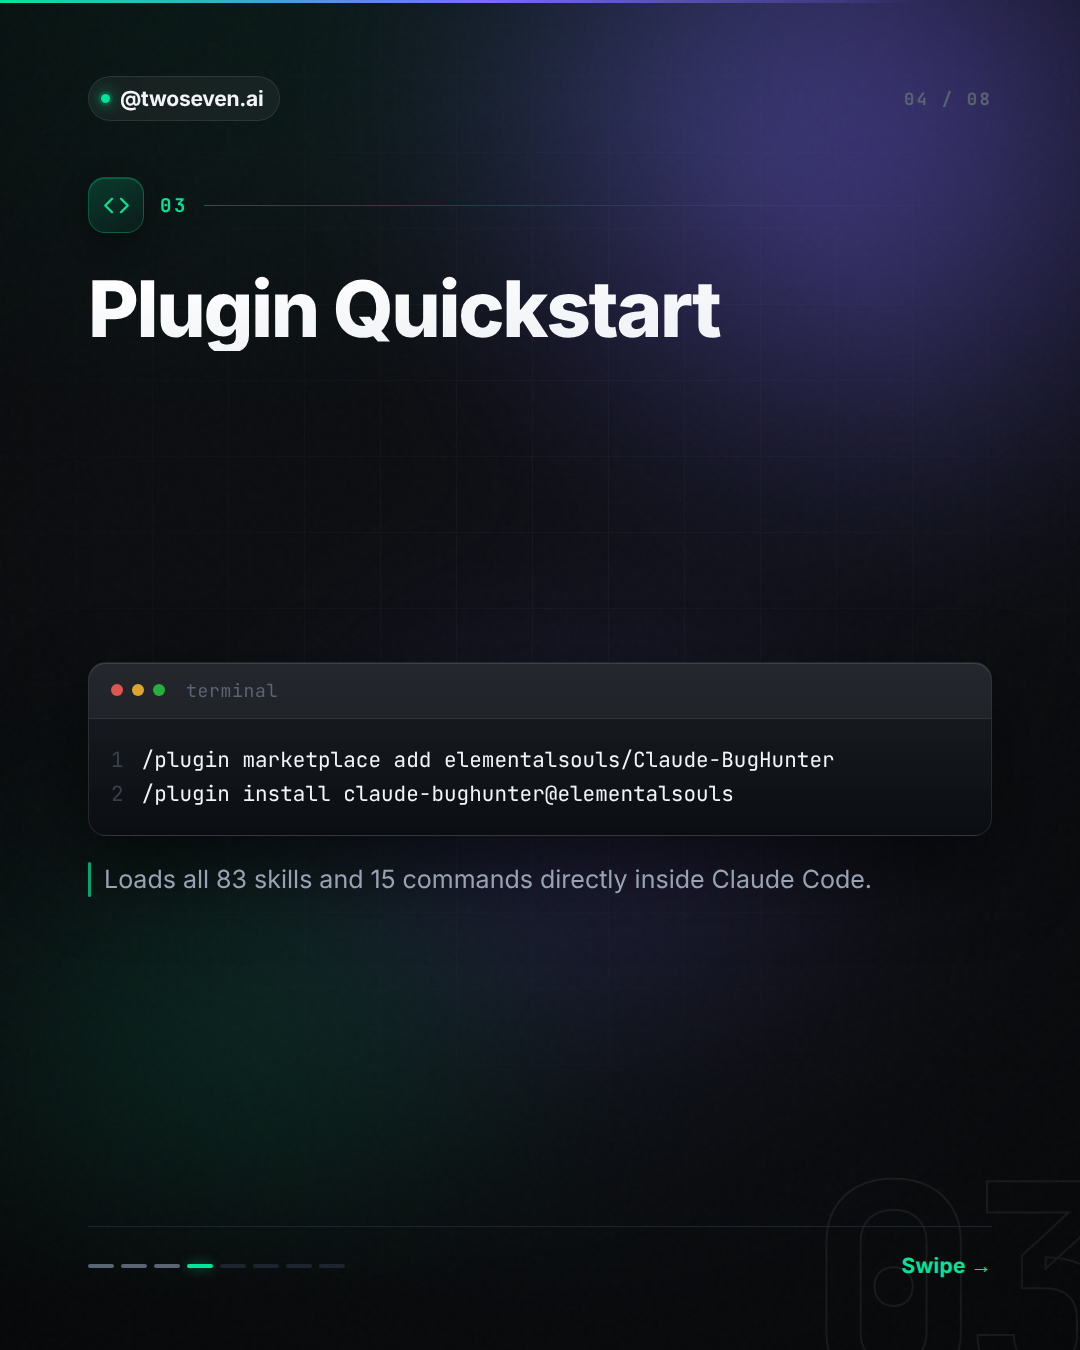 @twoseven.ai
04 / 08
03
Plugin Quickstart
terminal
1 /plugin marketplace add elementalsouls/Claude-BugHunter
2 /plugin install claude-bughunter@elementalsouls
Loads all 83 skills and 15 commands directly inside Claude Code.
03
Swipe →